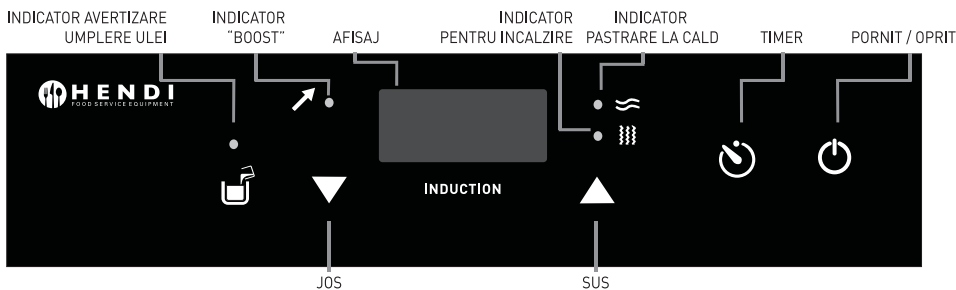 INDICATOR AVERTIZARE
UMPLERE ULEI
INDICATOR
"BOOST"
AFISAJ
INDICATOR
PENTRU INCALZIRE
INDICATOR
PASTRARE LA CALD
TIMER
PORNIT / OPRIT
HENDI
FOOD SERVICE EQUIPMENT
INDUCTION
JOS
SUS